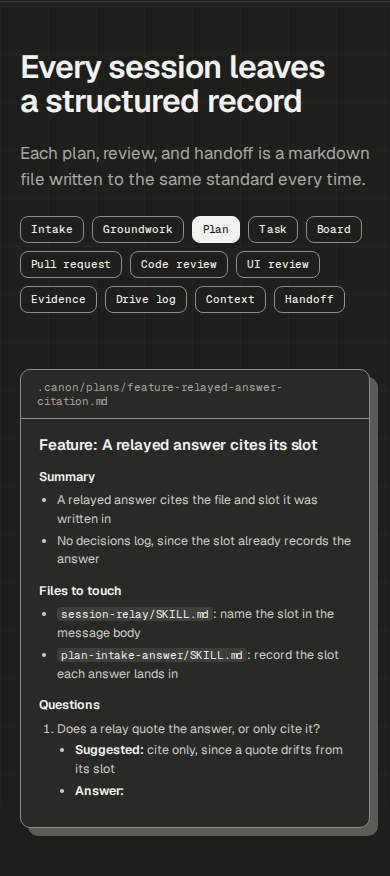 Every session leaves
a structured record
Each plan, review, and handoff is a markdown
file written to the same standard every time.
Intake Groundwork Plan Task Board
Pull request Code review UI review
Evidence Drive log Context Handoff
.canon/plans/feature-relayed-answer-
citation.md
Feature: A relayed answer cites its slot
Summary
• A relayed answer cites the file and slot it was
written in
• No decisions log, since the slot already records the
answer
Files to touch
• session-relay/SKILL.md: name the slot in the
message body
• plan-intake-answer/SKILL.md: record the slot
each answer lands in
Questions
1. Does a relay quote the answer, or only cite it?
• Suggested: cite only, since a quote drifts from
its slot
• Answer: